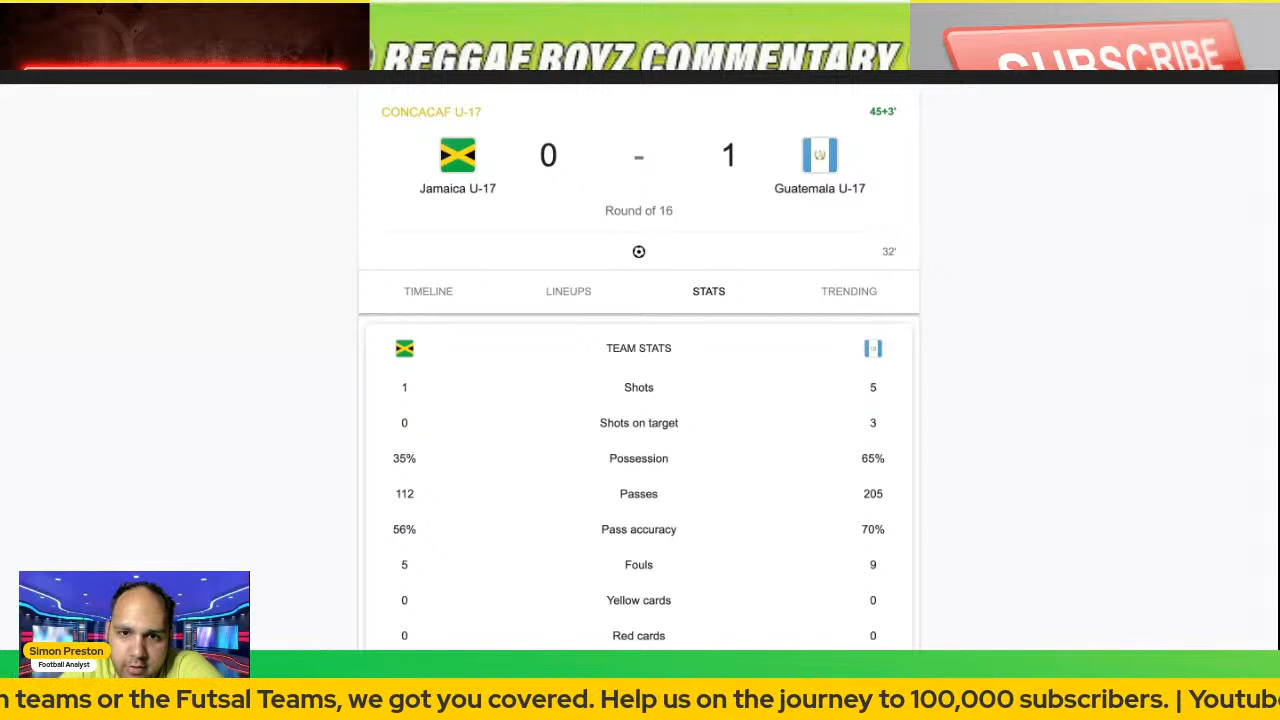 REGGAE BOYZ COMMENTARY
SUBSCRIBE
CONCACAF U-17
45+3'
0 - 1
Jamaica U-17
Guatemala U-17
Round of 16
32'
TIMELINE LINEUPS STATS TRENDING
TEAM STATS
1 Shots 5
0 Shots on target 3
35% Possession 65%
112 Passes 205
56% Pass accuracy 70%
5 Fouls 9
0 Yellow cards 0
0 Red cards 0
Simon Preston
Football Analyst
teams or the Futsal Teams, we got you covered. Help us on the journey to 100,000 subscribers. |